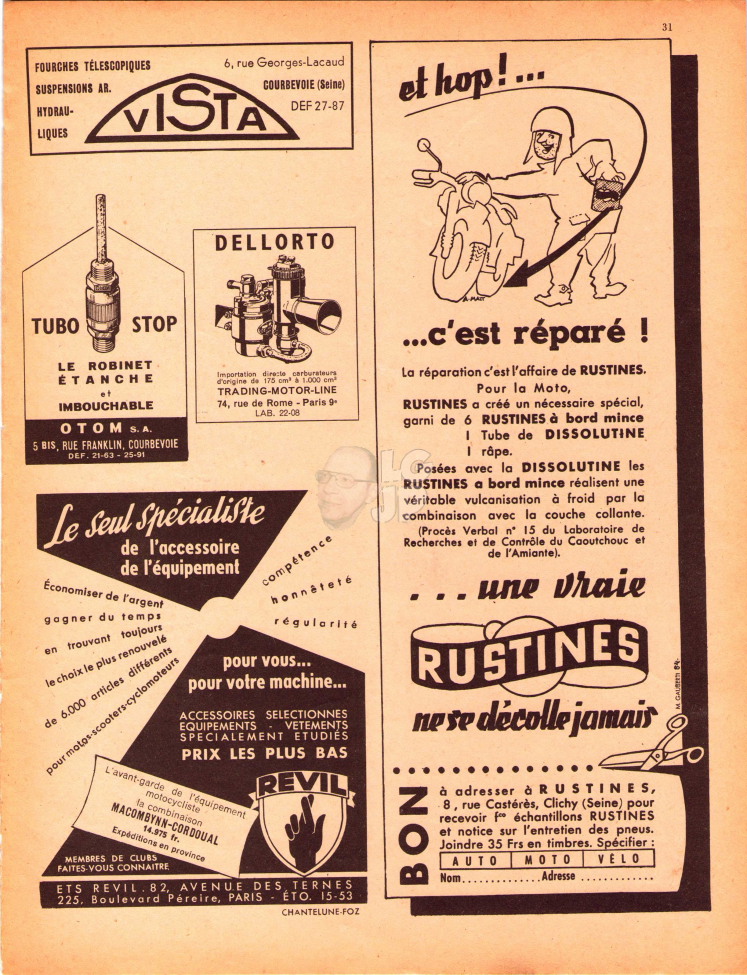 31
FOURCHES TÉLESCOPIQUES
SUSPENSIONS AR.
HYDRAU-
LIQUES
VISTA
6, rue Georges-Lacaud
COURBEVOIE (Seine)
DEF 27-87
TUBO STOP
LE ROBINET
ÉTANCHE
et
IMBOUCHABLE
OTOM S.A.
5 BIS, RUE FRANKLIN, COURBEVOIE
DEF. 21-63 - 25-91
DELLORTO
Importation directe carburateurs
d'origine de 175 cm³ à 1.000 cm³
TRADING-MOTOR-LINE
74, rue de Rome - Paris 9e
LAB. 22-08
Le seul spécialiste
de l'accessoire
de l'équipement
compétence
honnêteté
régularité
Économiser de l'argent
gagner du temps
en trouvant toujours
le choix le plus renouvelé
de 6.000 articles différents
pour motos-scooters-cyclomoteurs
pour vous...
pour votre machine...
ACCESSOIRES SELECTIONNES
EQUIPEMENTS - VETEMENTS
SPECIALEMENT ETUDIÉS
PRIX LES PLUS BAS
L'avant-garde de l'équipement
motocycliste
la combinaison
MACOMBYNN-CORDOUAL
14.975 fr.
Expéditions en province
REVIL
MEMBRES DE CLUBS
FAITES-VOUS CONNAITRE
ETS REVIL. 82, AVENUE DES TERNES
225. Boulevard Péreire, PARIS - ÉTO. 15-53
CHANTELUNE-FOZ
et hop!...
A. MATT
...c'est réparé !
La réparation c'est l'affaire de RUSTINES.
Pour la Moto,
RUSTINES a créé un nécessaire spécial,
garni de 6 RUSTINES à bord mince
1 Tube de DISSOLUTINE
1 râpe.
Posées avec la DISSOLUTINE les
RUSTINES a bord mince réalisent une
véritable vulcanisation à froid par la
combinaison avec la couche collante.
(Procès Verbal n° 15 du Laboratoire de
Recherches et de Contrôle du Caoutchouc et
de l'Amiante).
...une vraie
RUSTINES
ne se décolle jamais
M. GAUBERTI 54.
BON
à adresser à RUSTINES,
8, rue Castérès, Clichy (Seine) pour
recevoir fco échantillons RUSTINES
et notice sur l'entretien des pneus.
Joindre 35 Frs en timbres. Spécifier :
AUTO MOTO VÉLO
Nom..............Adresse .............